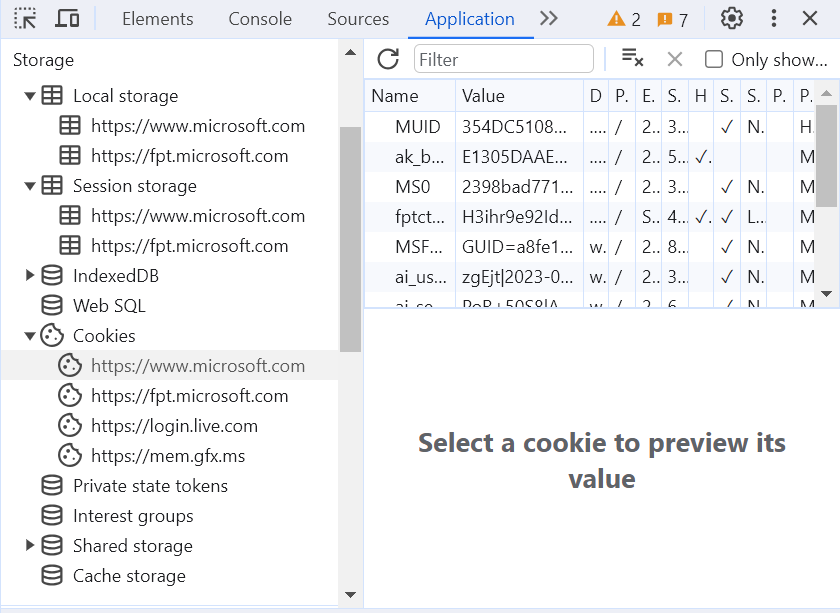 Elements Console Sources Application 2 7
Storage
Filter
Only show...
Local storage
https://www.microsoft.com
https://fpt.microsoft.com
Session storage
https://www.microsoft.com
https://fpt.microsoft.com
IndexedDB
Web SQL
Cookies
https://www.microsoft.com
https://fpt.microsoft.com
https://login.live.com
https://mem.gfx.ms
Private state tokens
Interest groups
Shared storage
Cache storage
Name Value D P. E. S. H S. S. P. P.
MUID 354DC5108... .... / 2.. 3... ✓ N. H
ak_b... E1305DAAE... .... / 2.. 5... ✓. M
MS0 2398bad771... .... / 2.. 3... ✓ N. M
fptct... H3ihr9e92Id... .... / S.. 4... ✓. ✓ L... M
MSF... GUID=a8fe1... w. / 2.. 8... ✓ N. M
ai_us... zgEjt|2023-0... w. / 2.. 3... ✓ N. M
Select a cookie to preview its
value